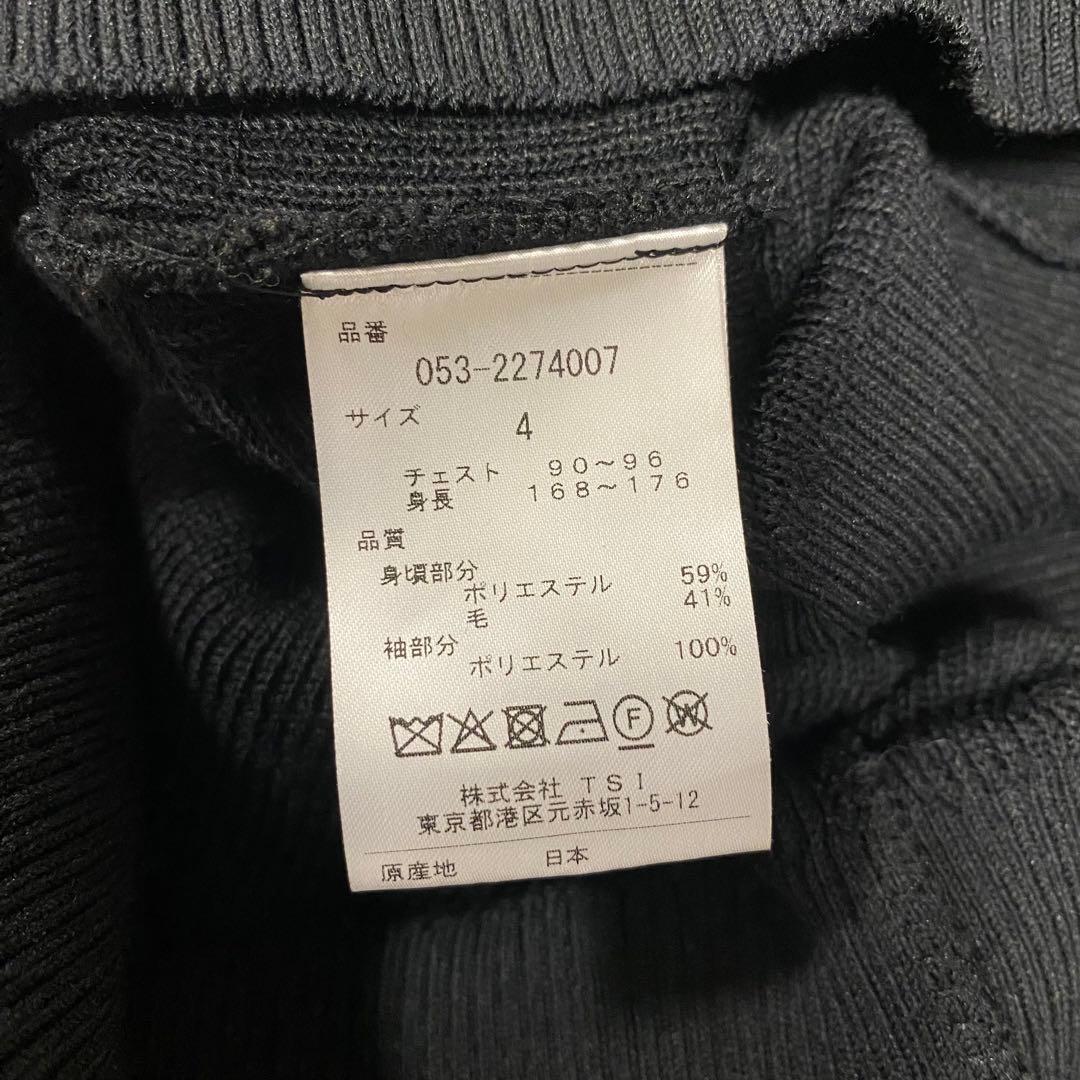 品番
053-2274007
サイズ 4
チェスト 90～96
身長 168～176
品質
身頃部分
ポリエステル 59%
毛 41%
袖部分
ポリエステル 100%
F W
株式会社 TSI
東京都港区元赤坂1-5-12
原産地 日本